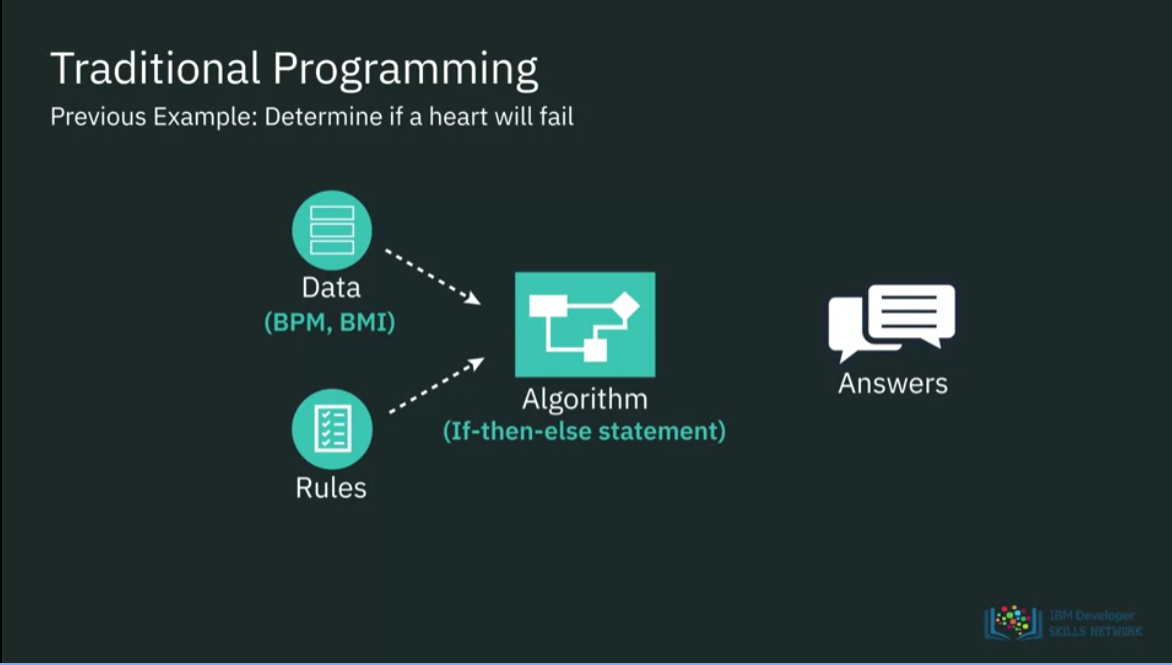 Traditional Programming
Previous Example: Determine if a heart will fail
Data
(BPM, BMI)
Rules
Algorithm
(If-then-else statement)
Answers
IBM Developer
SKILLS NETWORK